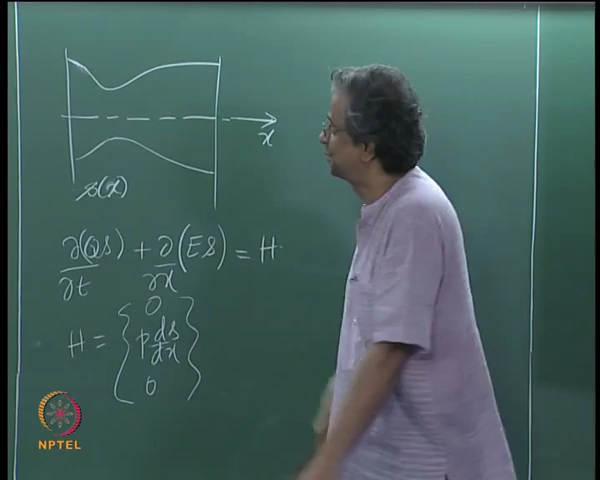 x
S(x)
∂(QS)/∂t + ∂/∂x (ES) = H
H = { 0
p dS/dx
0 }
NPTEL